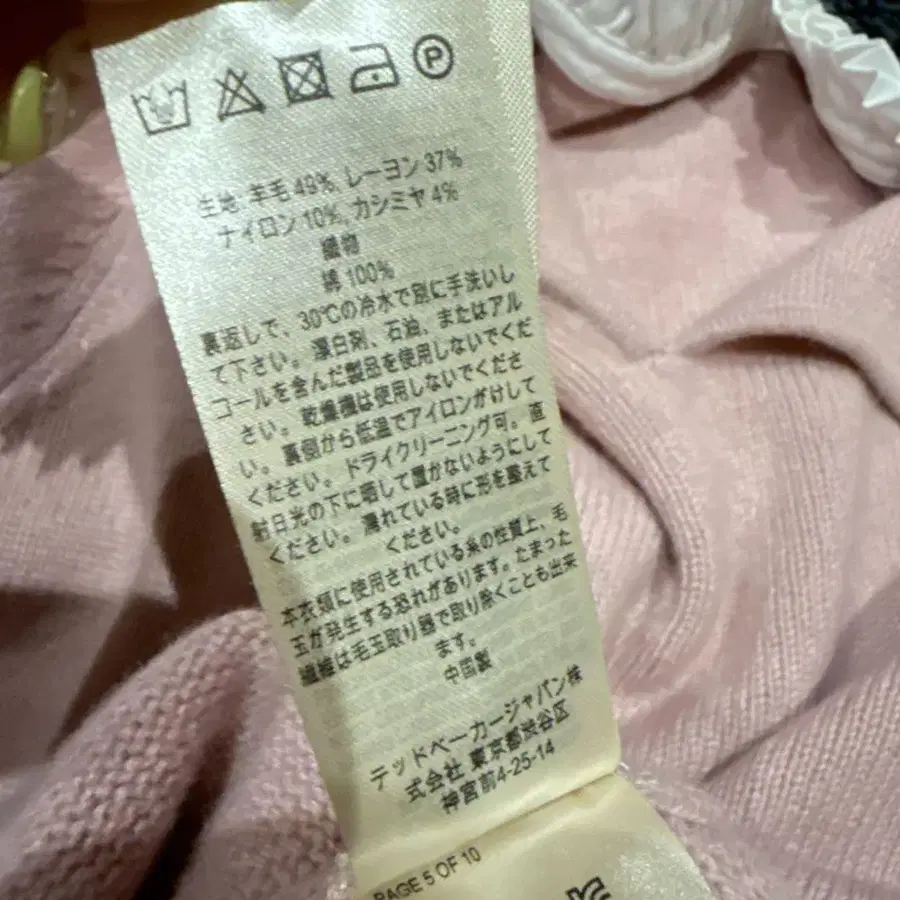 P
生地: 羊毛 49%, レーヨン 37%
ナイロン 10%, カシミヤ 4%
織物
綿 100%
裏返して、30℃の冷水で別に手洗いし
て下さい。漂白剤、石油、またはアル
コールを含んだ製品を使用しないでくだ
さい。乾燥機は使用しないでくださ
い。裏側から低温でアイロンがけして
ください。ドライクリーニング可。直
射日光の下に晒して置かないようにして
ください。濡れている時に形を整えて
ください。
本衣類に使用されている糸の性質上、毛
玉が発生する恐れがあります。たまった
繊維は毛玉取り器で取り除くことも出来
ます。
中国製
テッドベーカージャパン株
式会社 東京都渋谷区
神宮前4-25-14
PAGE 5 OF 10